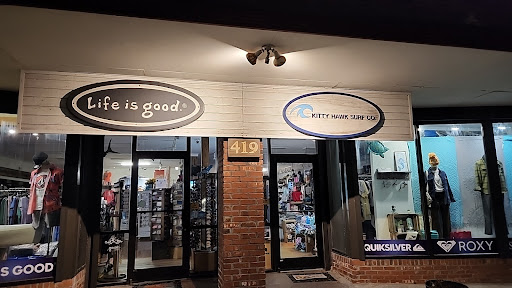 Life is good.®
KITTY HAWK SURF CO.
419
IS GOOD
QUIKSILVER
ROXY